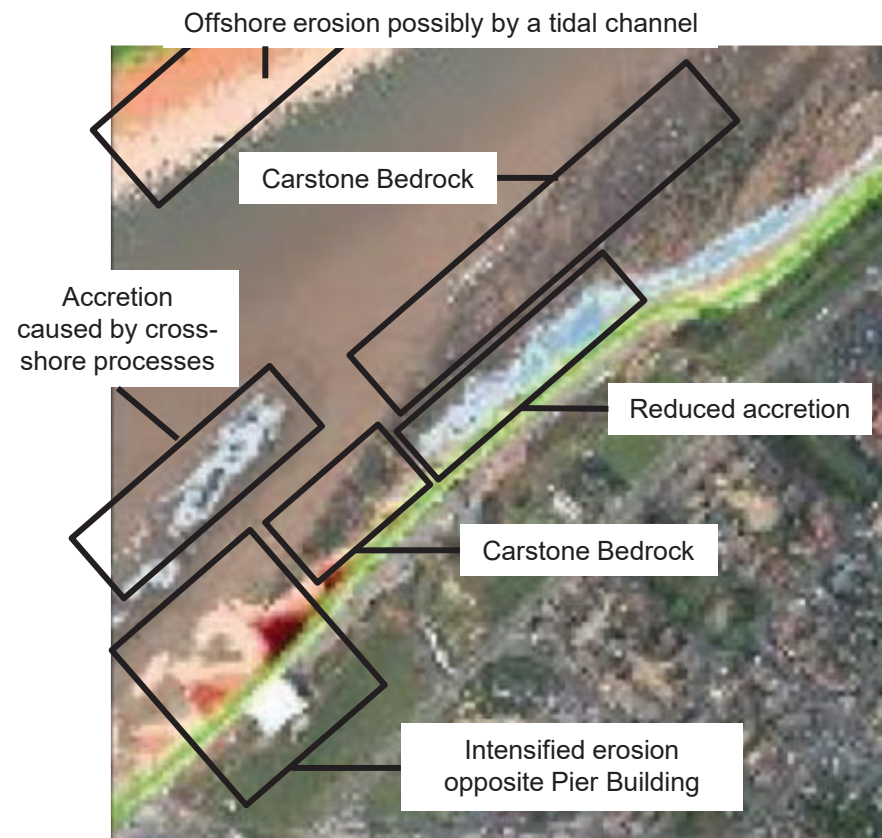 Offshore erosion possibly by a tidal channel
Carstone Bedrock
Accretion
caused by cross-
shore processes
Reduced accretion
Carstone Bedrock
Intensified erosion
opposite Pier Building